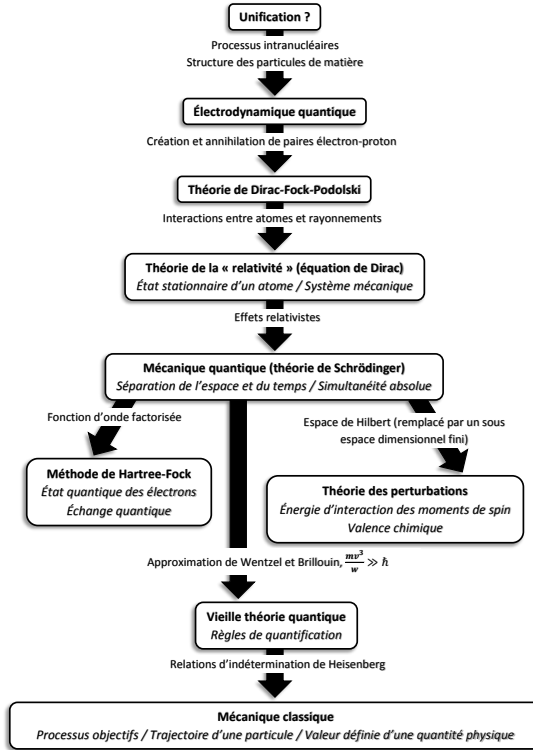 Unification ?
Processus intranucléaires
Structure des particules de matière
Électrodynamique quantique
Création et annihilation de paires électron-proton
Théorie de Dirac-Fock-Podolski
Interactions entre atomes et rayonnements
Théorie de la « relativité » (équation de Dirac)
État stationnaire d'un atome / Système mécanique
Effets relativistes
Mécanique quantique (théorie de Schrödinger)
Séparation de l'espace et du temps / Simultanéité absolue
Fonction d'onde factorisée
Espace de Hilbert (remplacé par un sous
espace dimensionnel fini)
Méthode de Hartree-Fock
État quantique des électrons
Échange quantique
Théorie des perturbations
Énergie d'interaction des moments de spin
Valence chimique
Approximation de Wentzel et Brillouin, mv³/w ≫ ℏ
Vieille théorie quantique
Règles de quantification
Relations d'indétermination de Heisenberg
Mécanique classique
Processus objectifs / Trajectoire d'une particule / Valeur définie d'une quantité physique